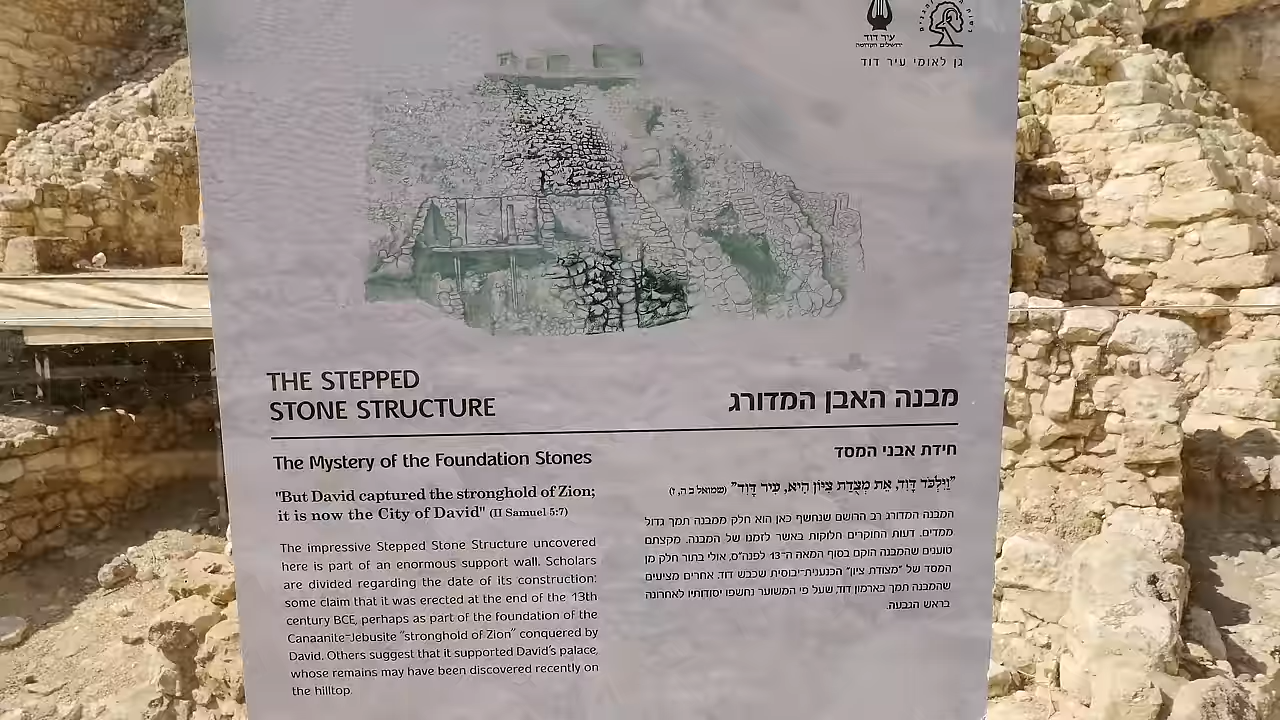 עיר דוד
ירושלים הקדומה
גן לאומי עיר דוד
THE STEPPED
STONE STRUCTURE
The Mystery of the Foundation Stones
"But David captured the stronghold of Zion;
it is now the City of David" (II Samuel 5:7)
The impressive Stepped Stone Structure uncovered
here is part of an enormous support wall. Scholars
are divided regarding the date of its construction:
some claim that it was erected at the end of the 13th
century BCE, perhaps as part of the foundation of the
Canaanite-Jebusite "stronghold of Zion" conquered by
David. Others suggest that it supported David's palace,
whose remains may have been discovered recently on
the hilltop.
מבנה האבן המדורג
חידת אבני המסד
"וַיִּלְכֹּד דָּוִד, אֵת מְצֻדַת צִיּוֹן הִיא, עִיר דָּוִד" (שמואל ב ה, ז)
המבנה המדורג רב הרושם שנחשף כאן הוא חלק ממבנה תמך גדול
ממדים. דעות החוקרים חלוקות באשר לזמנו של המבנה. מקצתם
טוענים שהמבנה הוקם בסוף המאה ה־13 לפנה"ס, אולי בתור חלק מן
המסד של "מצודת ציון" הכנענית־יבוסית שכבש דוד. אחרים מציעים
שהמבנה תמך בארמון דוד, שעל פי המשוער נחשפו יסודותיו לאחרונה
בראש הגבעה.